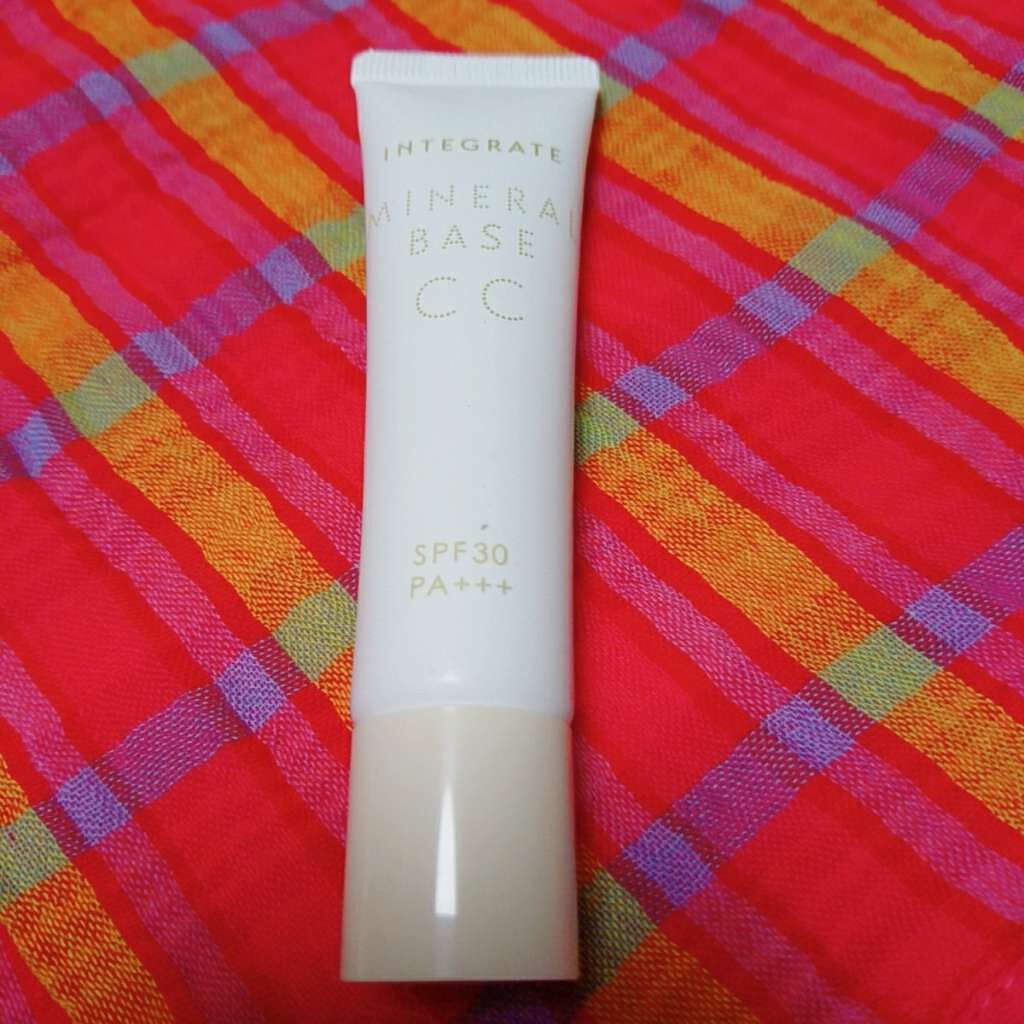 INTEGRATE
MINERAL
BASE
CC
SPF30
PA+++